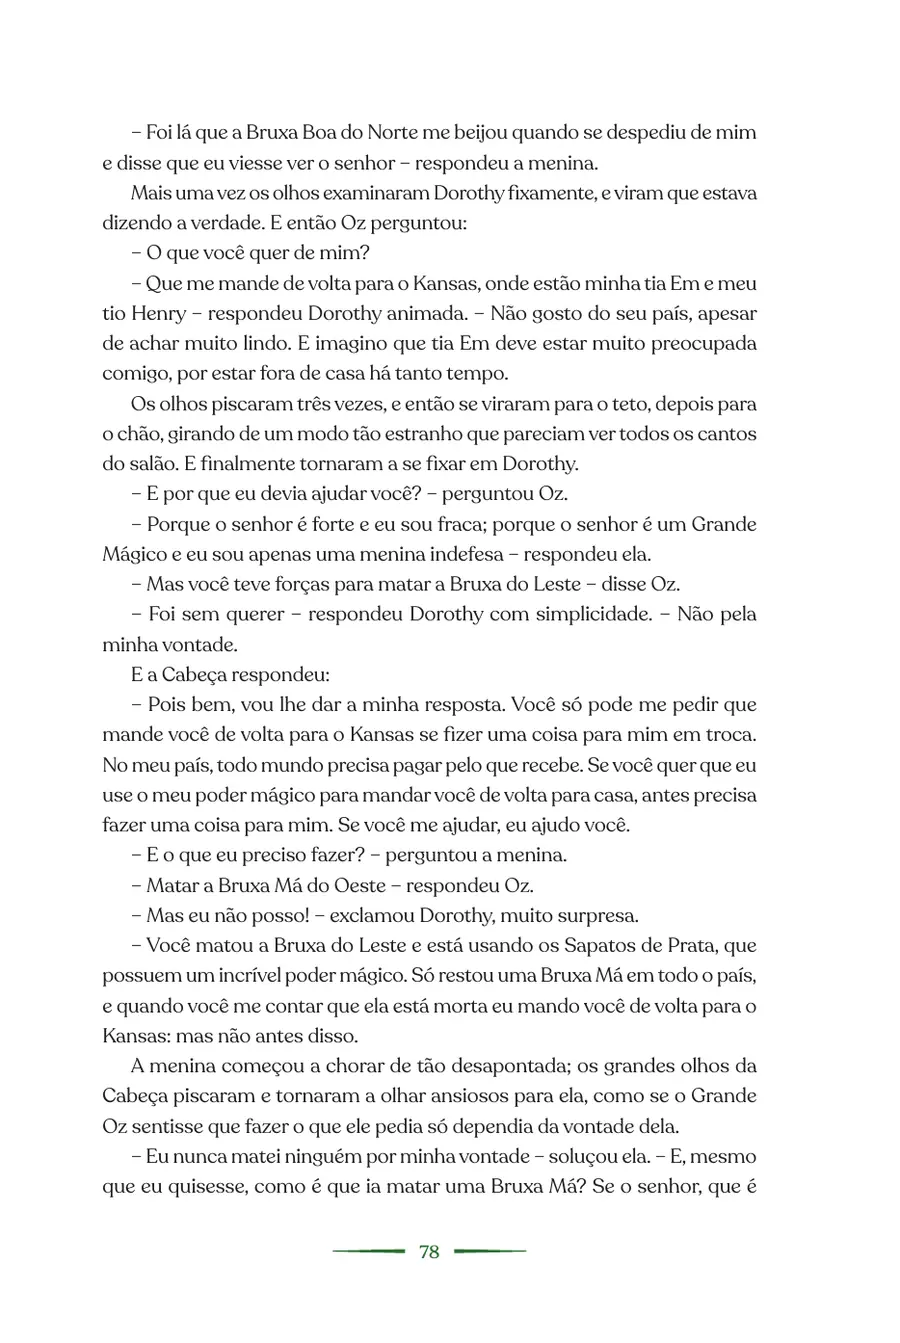 – Foi lá que a Bruxa Boa do Norte me beijou quando se despediu de mim
e disse que eu viesse ver o senhor – respondeu a menina.
Mais uma vez os olhos examinaram Dorothy fixamente, e viram que estava
dizendo a verdade. E então Oz perguntou:
– O que você quer de mim?
– Que me mande de volta para o Kansas, onde estão minha tia Em e meu
tio Henry – respondeu Dorothy animada. – Não gosto do seu país, apesar
de achar muito lindo. E imagino que tia Em deve estar muito preocupada
comigo, por estar fora de casa há tanto tempo.
Os olhos piscaram três vezes, e então se viraram para o teto, depois para
o chão, girando de um modo tão estranho que pareciam ver todos os cantos
do salão. E finalmente tornaram a se fixar em Dorothy.
– E por que eu devia ajudar você? – perguntou Oz.
– Porque o senhor é forte e eu sou fraca; porque o senhor é um Grande
Mágico e eu sou apenas uma menina indefesa – respondeu ela.
– Mas você teve forças para matar a Bruxa do Leste – disse Oz.
– Foi sem querer – respondeu Dorothy com simplicidade. – Não pela
minha vontade.
E a Cabeça respondeu:
– Pois bem, vou lhe dar a minha resposta. Você só pode me pedir que
mande você de volta para o Kansas se fizer uma coisa para mim em troca.
No meu país, todo mundo precisa pagar pelo que recebe. Se você quer que eu
use o meu poder mágico para mandar você de volta para casa, antes precisa
fazer uma coisa para mim. Se você me ajudar, eu ajudo você.
– E o que eu preciso fazer? – perguntou a menina.
– Matar a Bruxa Má do Oeste – respondeu Oz.
– Mas eu não posso! – exclamou Dorothy, muito surpresa.
– Você matou a Bruxa do Leste e está usando os Sapatos de Prata, que
possuem um incrível poder mágico. Só restou uma Bruxa Má em todo o país,
e quando você me contar que ela está morta eu mando você de volta para o
Kansas: mas não antes disso.
A menina começou a chorar de tão desapontada; os grandes olhos da
Cabeça piscaram e tornaram a olhar ansiosos para ela, como se o Grande
Oz sentisse que fazer o que ele pedia só dependia da vontade dela.
– Eu nunca matei ninguém por minha vontade – soluçou ela. – E, mesmo
que eu quisesse, como é que ia matar uma Bruxa Má? Se o senhor, que é
78